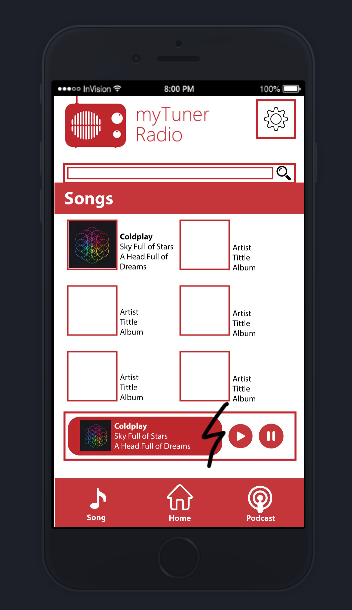 InVision
8:00 PM
100%
myTuner
Radio
Songs
Coldplay
Sky Full of Stars
A Head Full of
Dreams
Artist
Tittle
Album
Artist
Tittle
Album
Artist
Tittle
Album
Artist
Tittle
Album
Artist
Tittle
Album
Coldplay
Sky Full of Stars
A Head Full of Dreams
Song
Home
Podcast